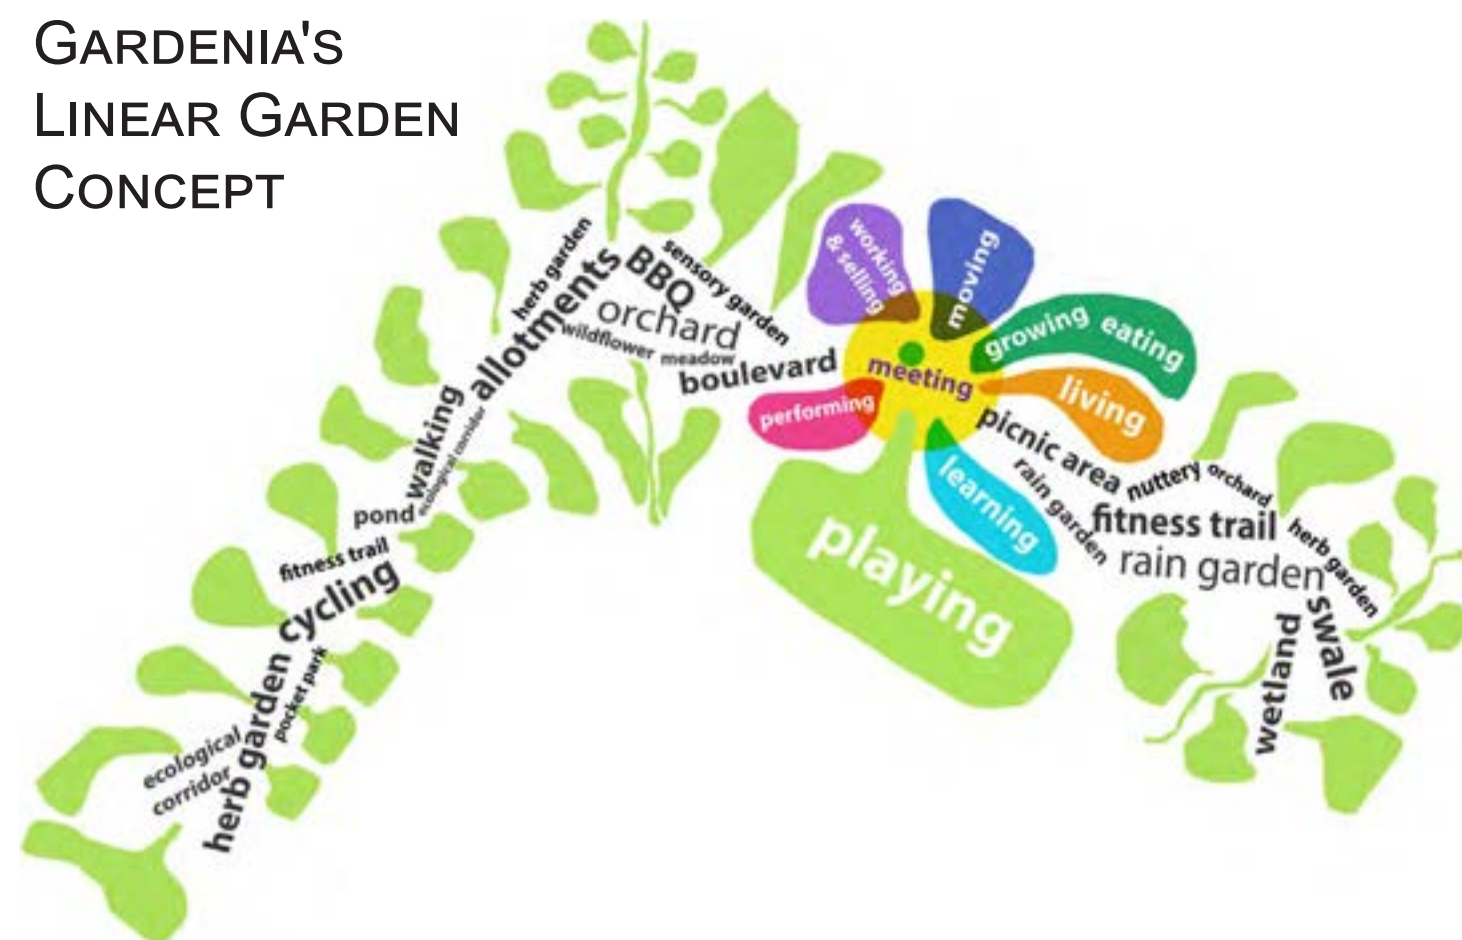 GARDENIA'S
LINEAR GARDEN
CONCEPT
herb garden
allotments
BBQ
sensory garden
orchard
wildflower meadow
boulevard
walking
ecological corridor
pond
fitness trail
cycling
herb garden
pocket park
ecological
corridor
working
& selling
moving
growing eating
living
meeting
performing
learning
playing
picnic area
rain garden
nuttery
orchard
fitness trail
herb garden
rain garden
swale
wetland